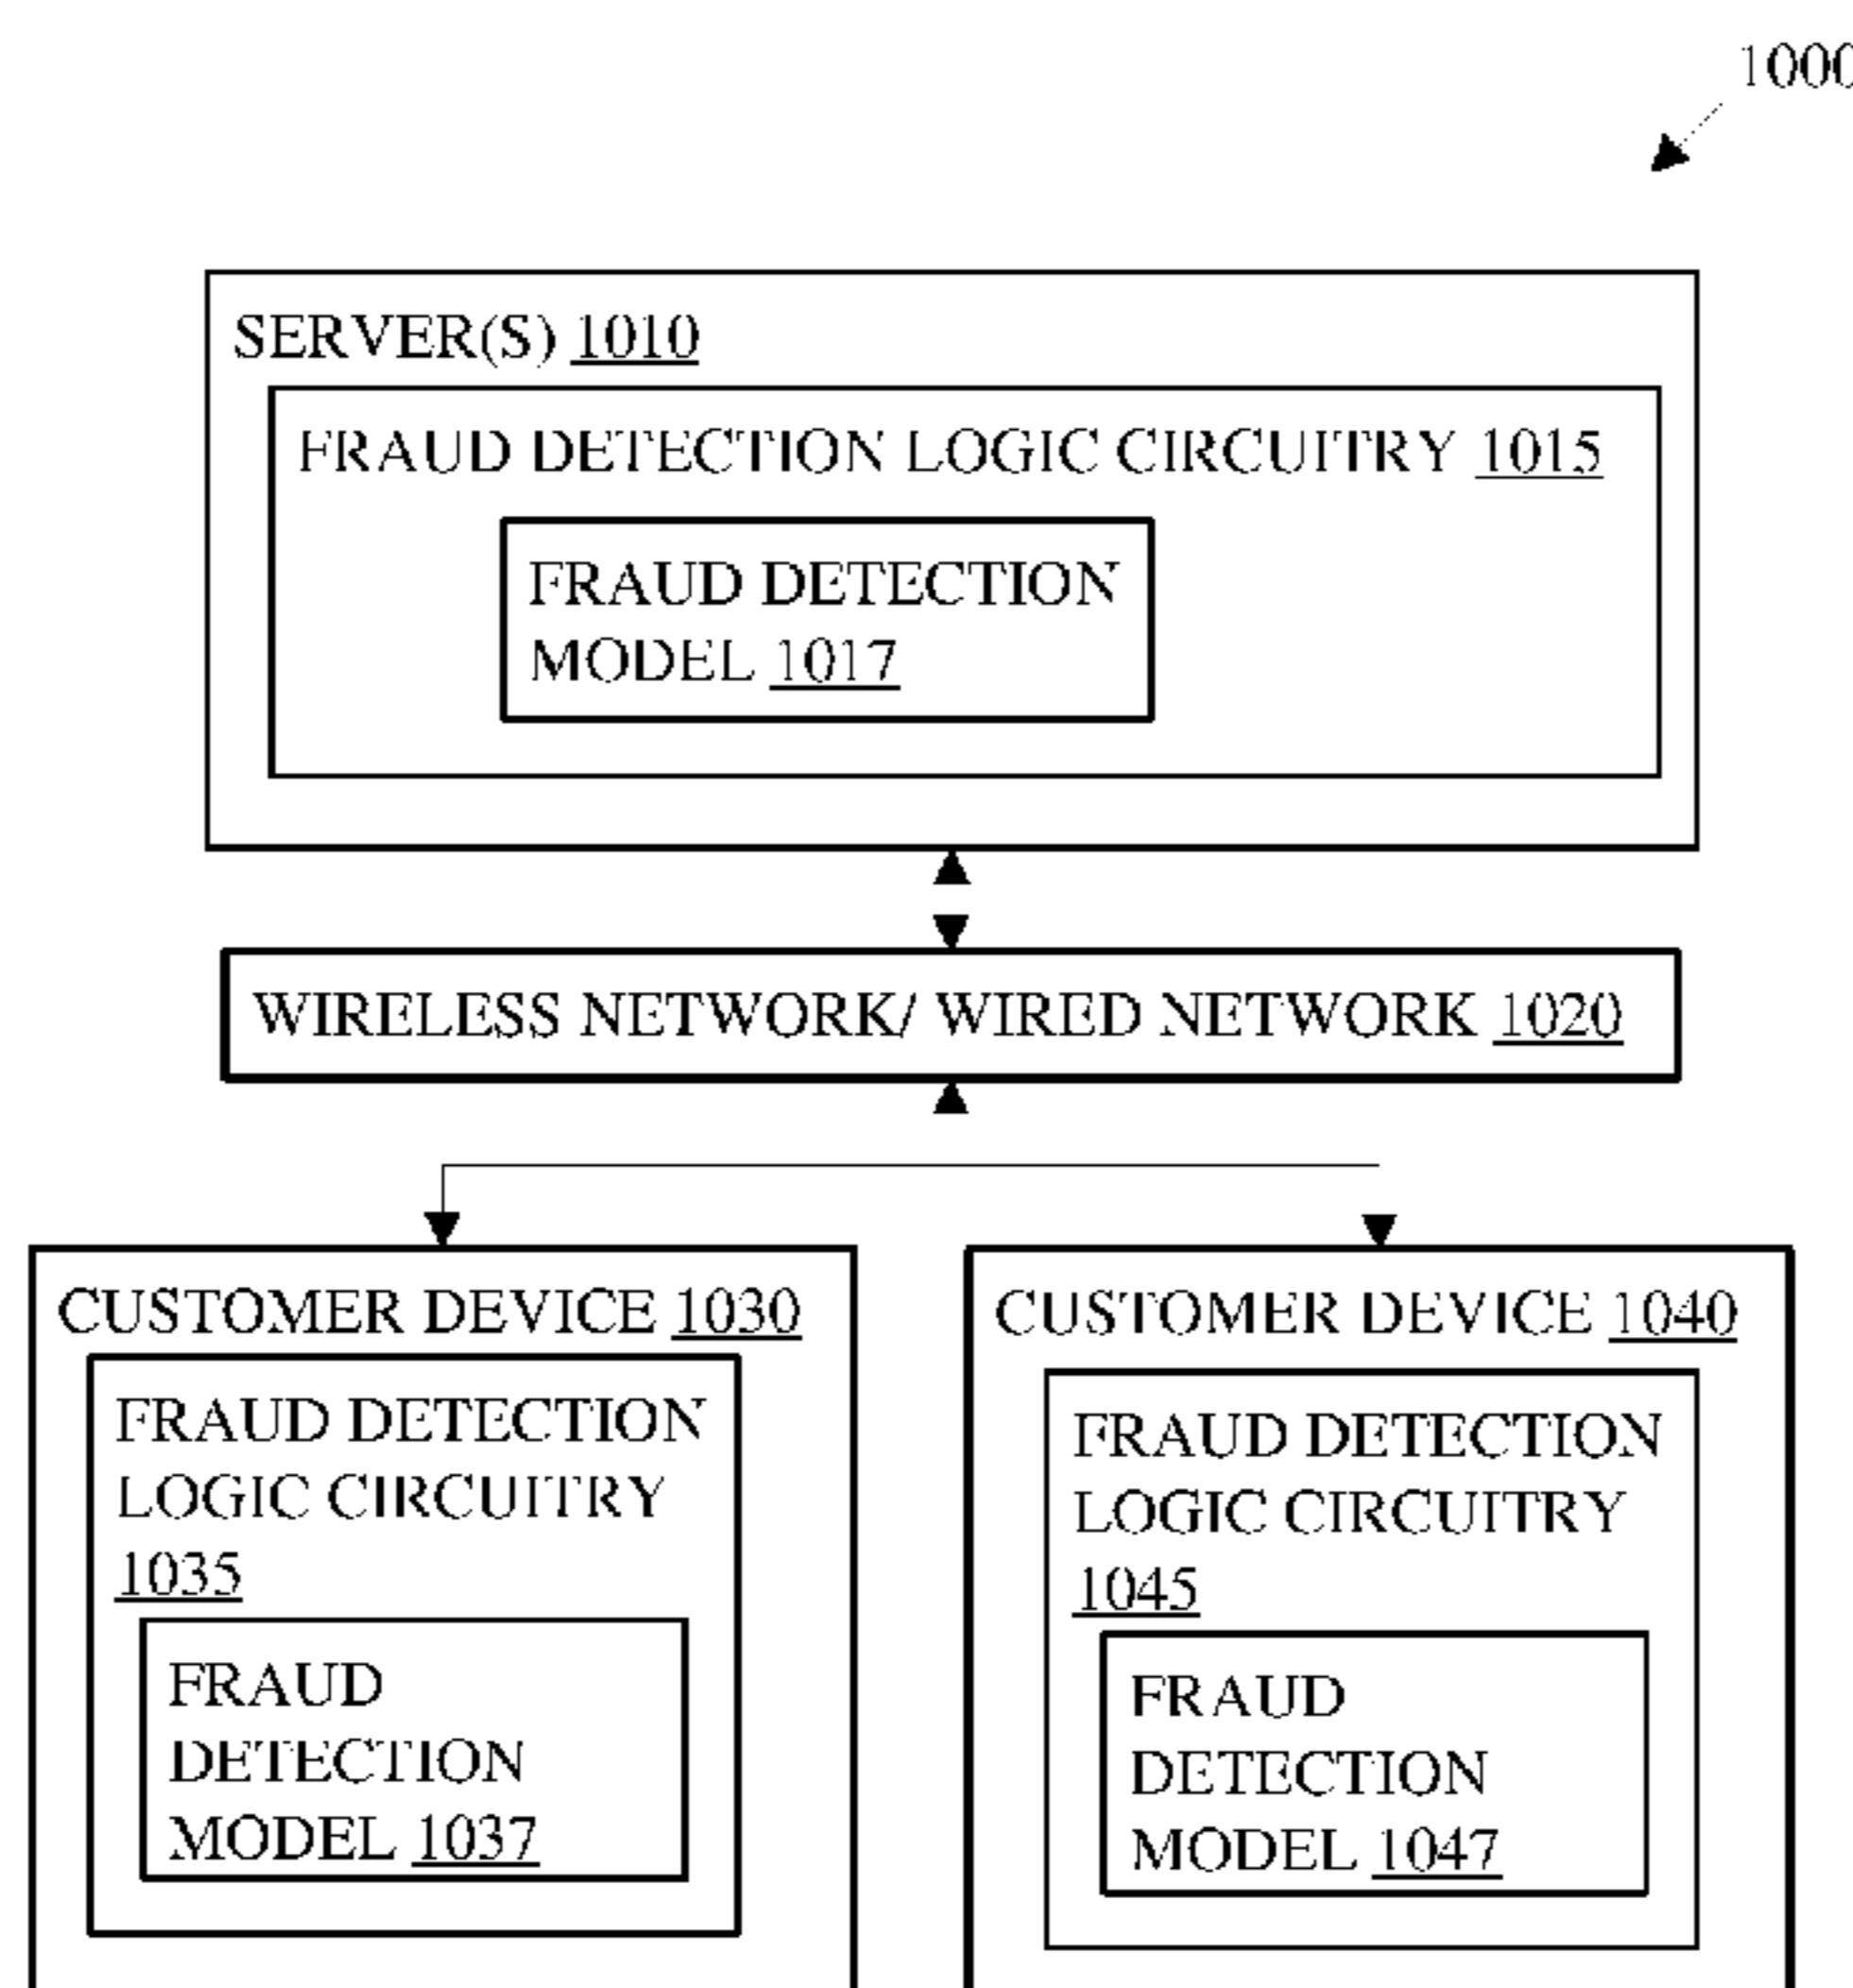 1000
SERVER(S) 1010
FRAUD DETECTION LOGIC CIRCUITRY 1015
FRAUD DETECTION
MODEL 1017
WIRELESS NETWORK/ WIRED NETWORK 1020
CUSTOMER DEVICE 1030
FRAUD DETECTION
LOGIC CIRCUITRY
1035
FRAUD
DETECTION
MODEL 1037
CUSTOMER DEVICE 1040
FRAUD DETECTION
LOGIC CIRCUITRY
1045
FRAUD
DETECTION
MODEL 1047